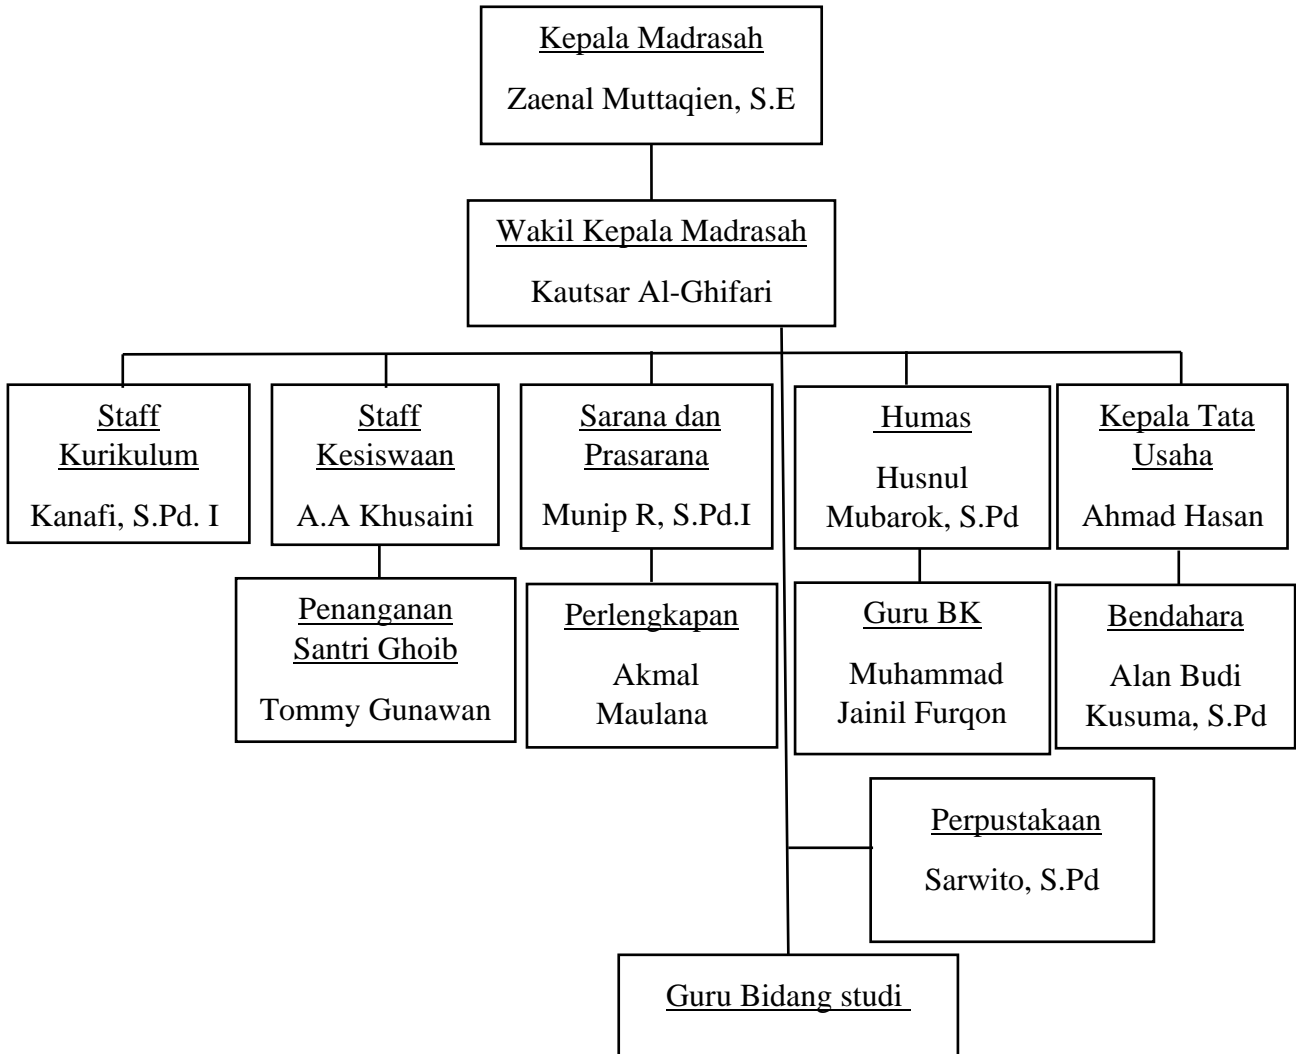 Kepala Madrasah
Zaenal Muttaqien, S.E
Wakil Kepala Madrasah
Kautsar Al-Ghifari
Staff
Kurikulum
Kanafi, S.Pd. I
Staff
Kesiswaan
A.A Khusaini
Sarana dan
Prasarana
Munip R, S.Pd.I
Humas
Husnul
Mubarok, S.Pd
Kepala Tata
Usaha
Ahmad Hasan
Penanganan
Santri Ghoib
Tommy Gunawan
Perlengkapan
Akmal
Maulana
Guru BK
Muhammad
Jainil Furqon
Bendahara
Alan Budi
Kusuma, S.Pd
Perpustakaan
Sarwito, S.Pd
Guru Bidang studi